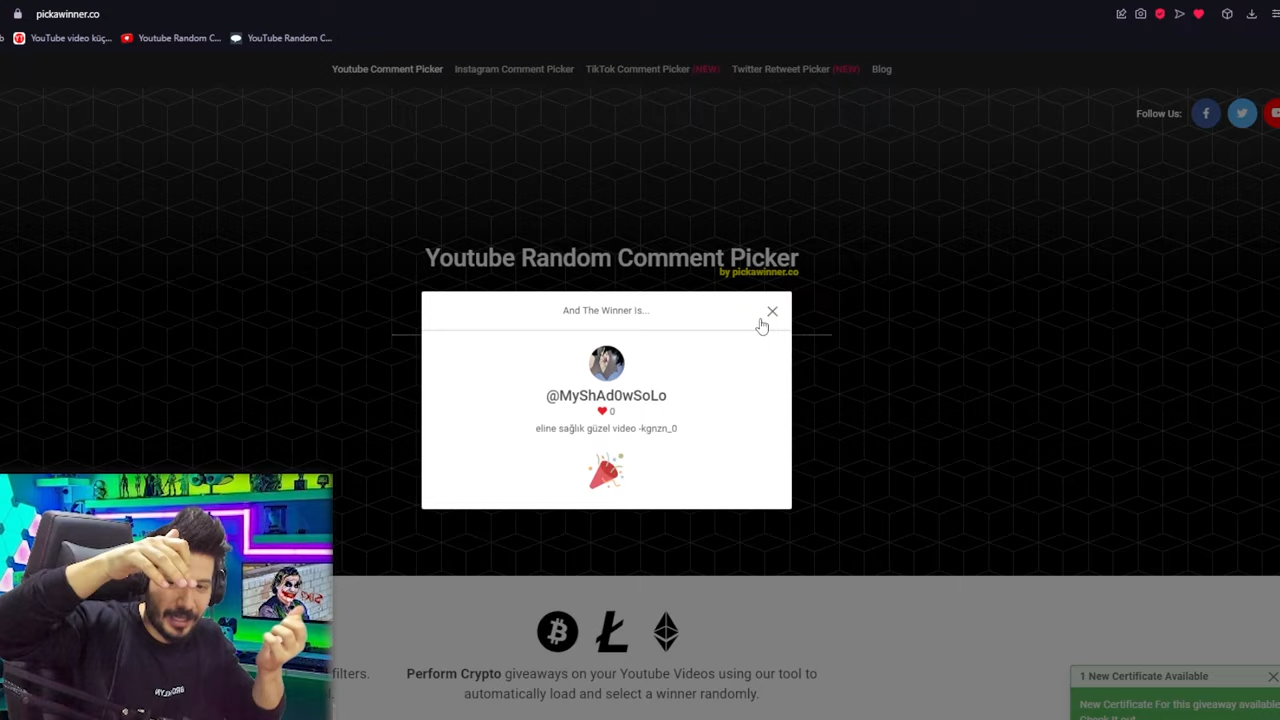 pickawinner.co
YouTube video küç...
Youtube Random C...
YouTube Random C...
Youtube Comment Picker
Instagram Comment Picker
TikTok Comment Picker (NEW)
Twitter Retweet Picker (NEW)
Blog
Follow Us:
Youtube Random Comment Picker
by pickawinner.co
And The Winner Is...
@MyShAd0wSoLo
0
eline sağlık güzel video -kgnzn_0
filters.
Perform Crypto giveaways on your Youtube Videos using our tool to
automatically load and select a winner randomly.
1 New Certificate Available
New Certificate For this giveaway available
Check it out